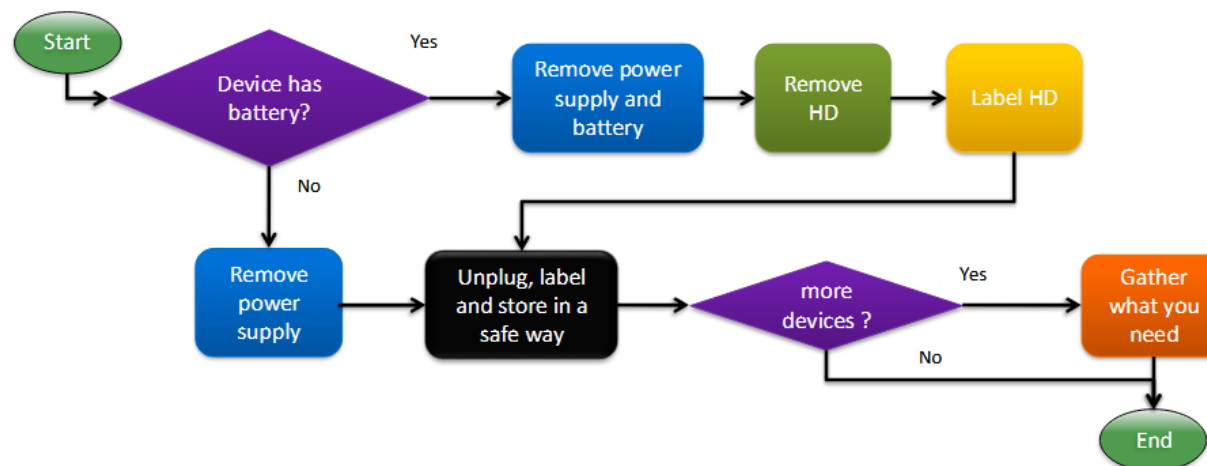 Start
Device has
battery?
Yes
Remove power
supply and
battery
Remove
HD
Label HD
No
Remove
power
supply
Unplug, label
and store in a
safe way
more
devices ?
Yes
Gather
what you
need
No
End